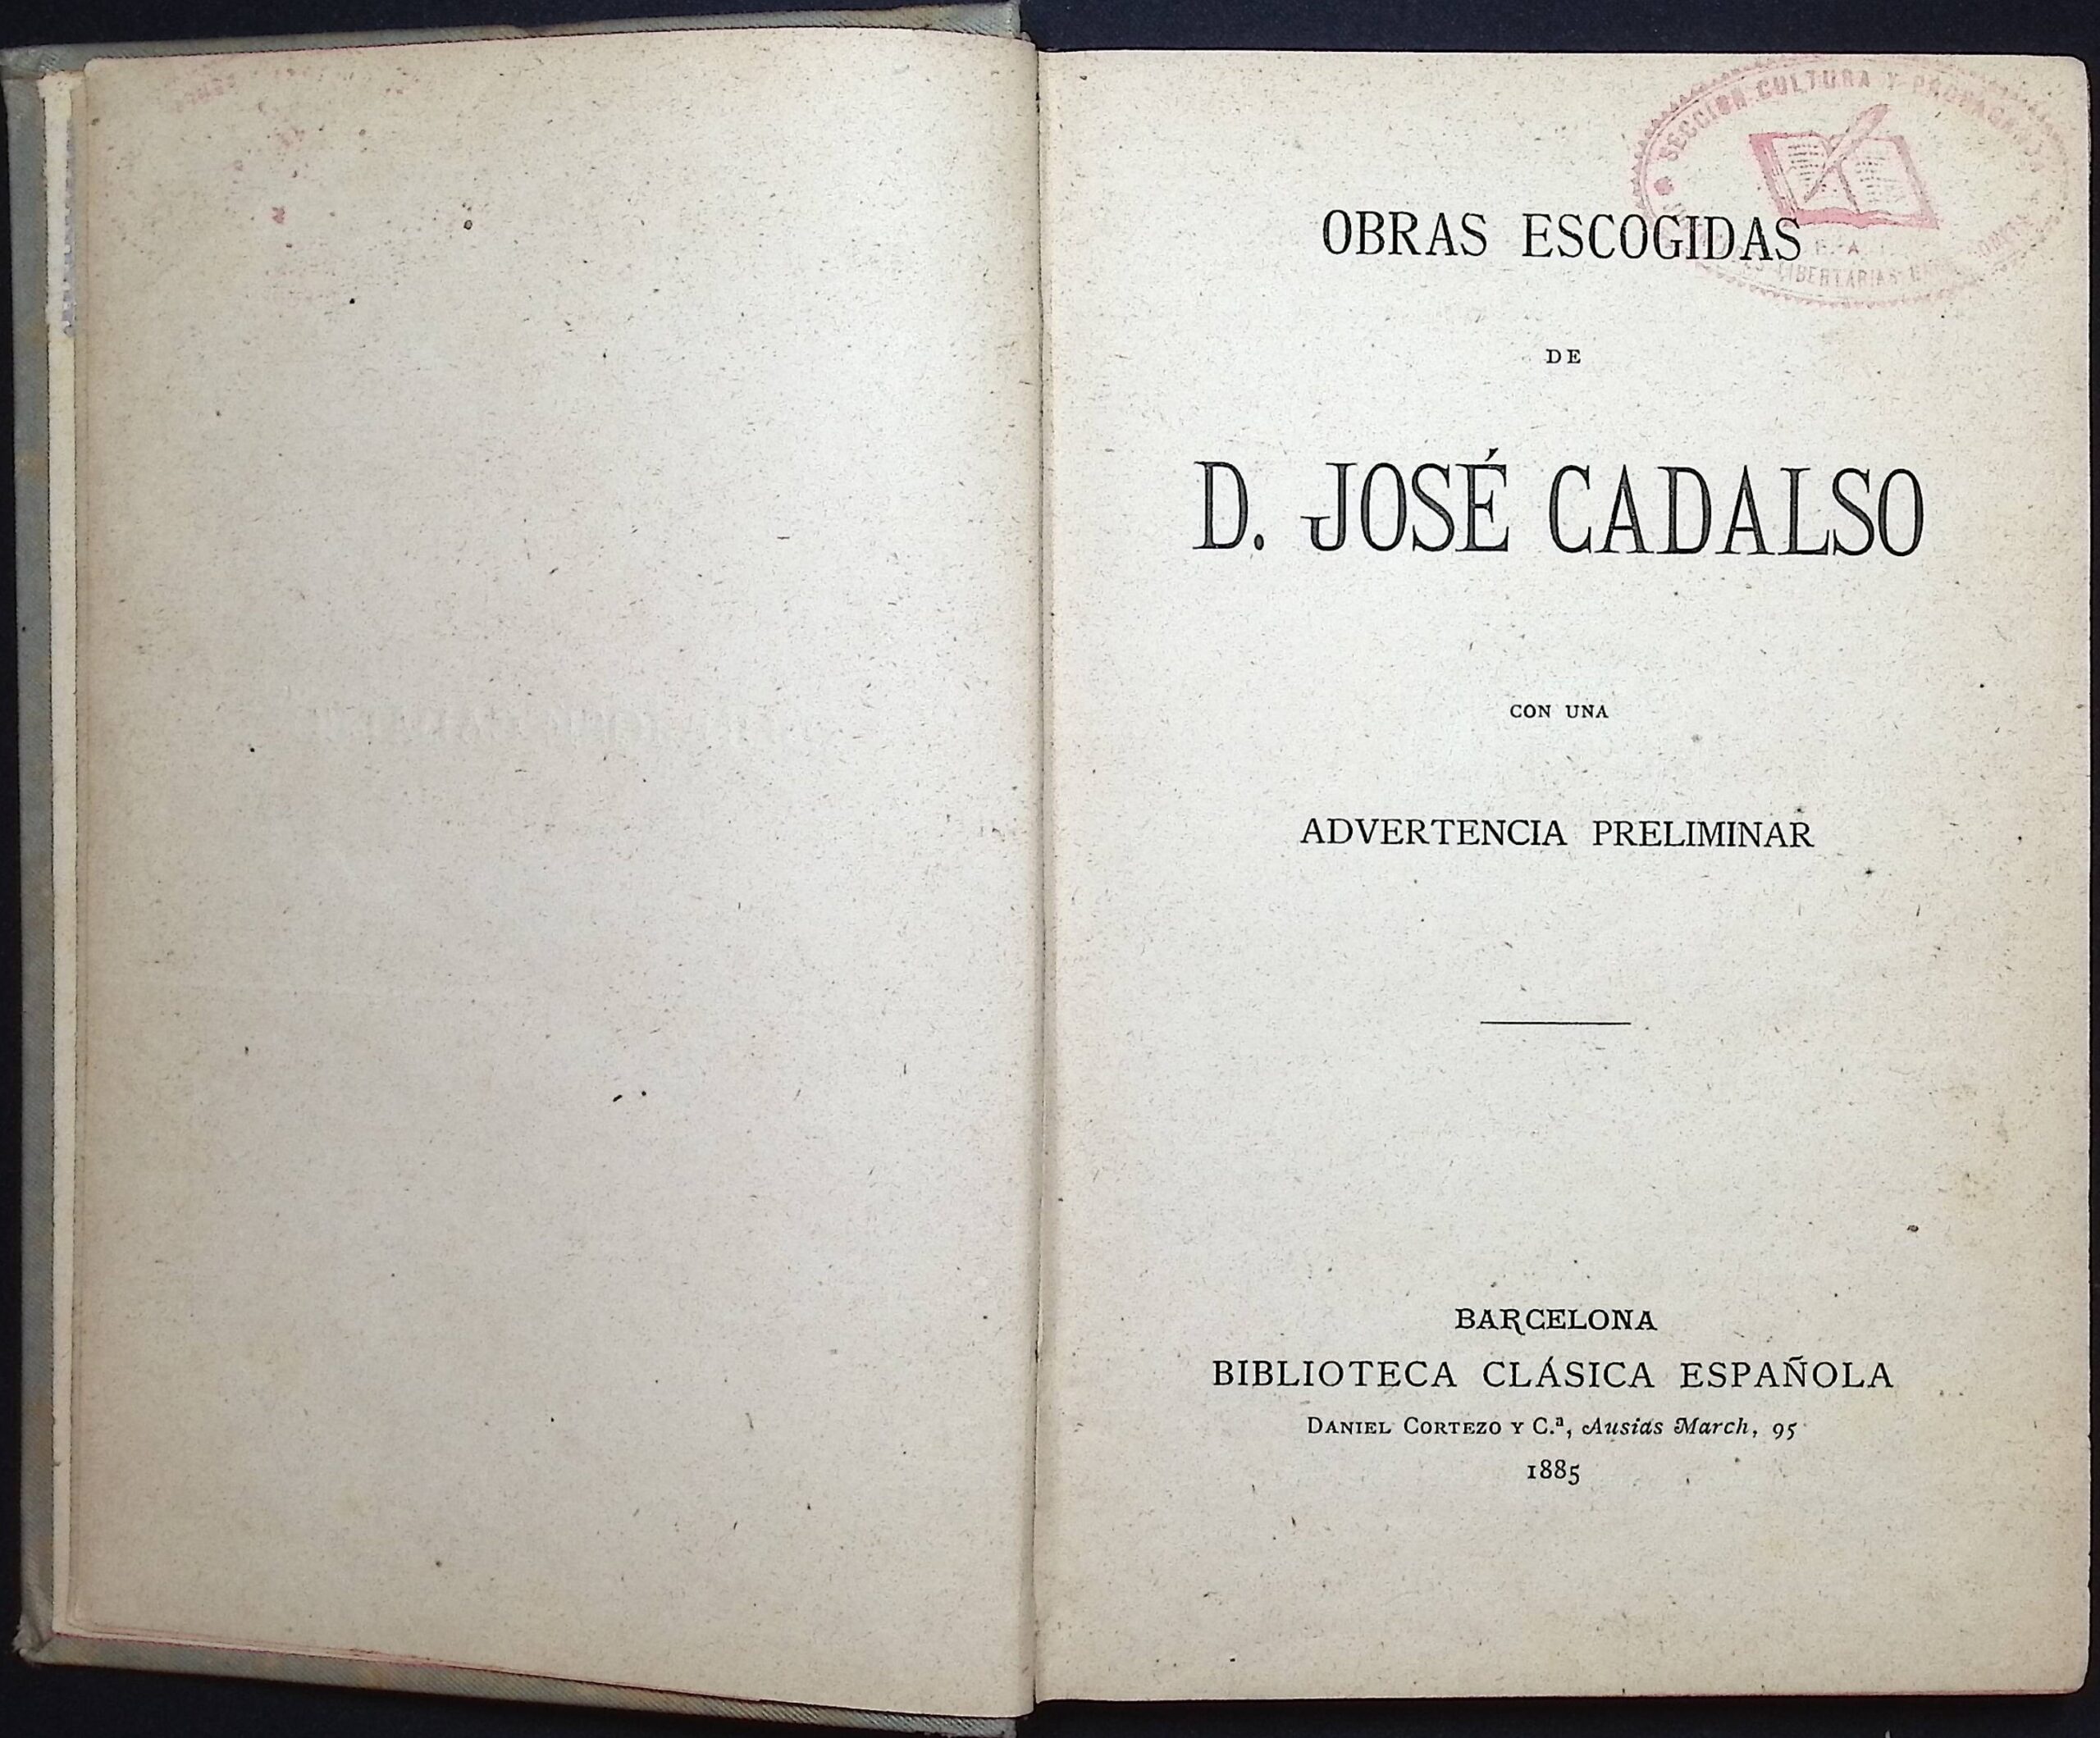 SECCION CULTURA Y PROPAGANDA
OBRAS ESCOGIDAS
LIBERTARIAS
DE
D. JOSÉ CADALSO
CON UNA
ADVERTENCIA PRELIMINAR
BARCELONA
BIBLIOTECA CLÁSICA ESPAÑOLA
DANIEL CORTEZO Y C.ª, Ausias March, 95
1885